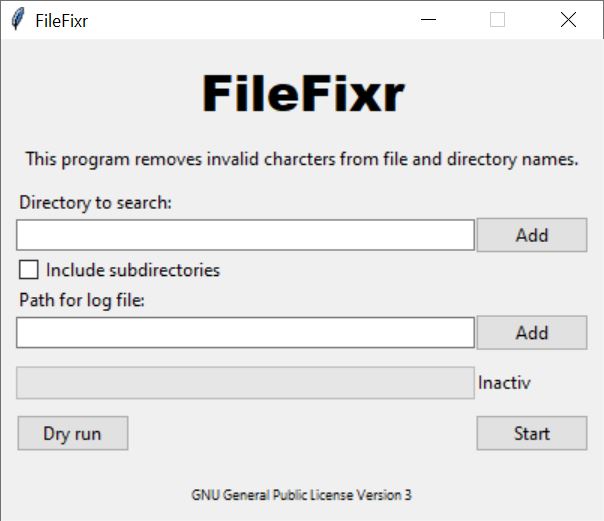 FileFixr
FileFixr
This program removes invalid charcters from file and directory names.
Directory to search:
Add
Include subdirectories
Path for log file:
Add
Inactiv
Dry run
Start
GNU General Public License Version 3